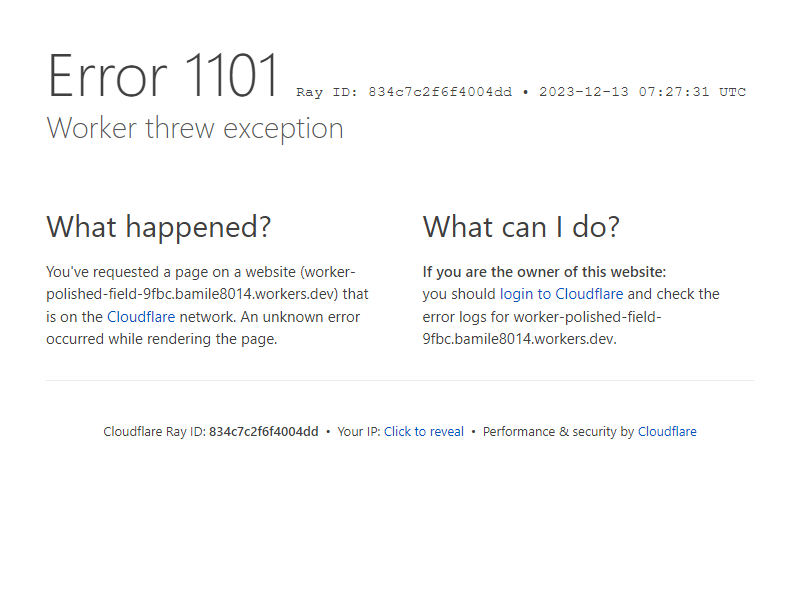 Error 1101 Ray ID: 834c7c2f6f4004dd • 2023-12-13 07:27:31 UTC
Worker threw exception
What happened?
You've requested a page on a website (worker-
polished-field-9fbc.bamile8014.workers.dev) that
is on the Cloudflare network. An unknown error
occurred while rendering the page.
What can I do?
If you are the owner of this website:
you should login to Cloudflare and check the
error logs for worker-polished-field-
9fbc.bamile8014.workers.dev.
Cloudflare Ray ID: 834c7c2f6f4004dd • Your IP: Click to reveal • Performance & security by Cloudflare